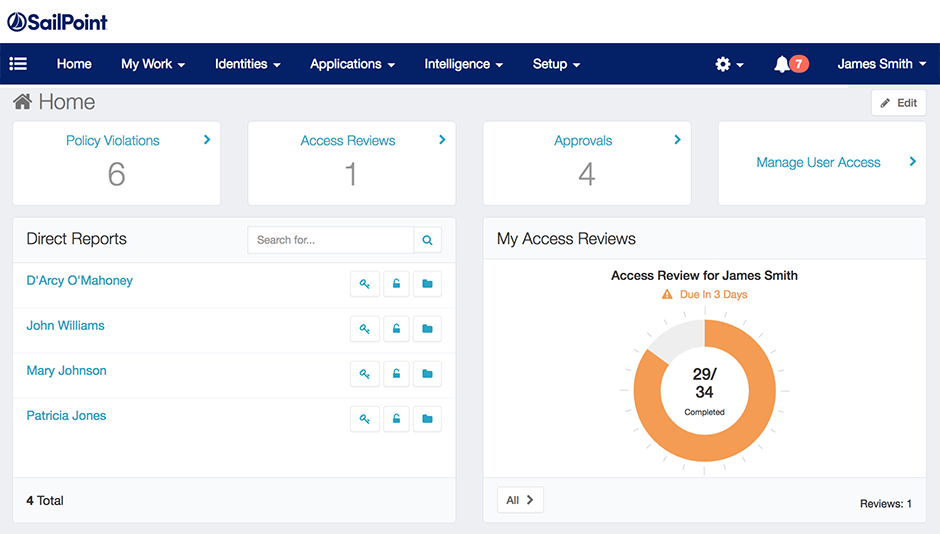 SailPoint
Home My Work Identities Applications Intelligence Setup 7 James Smith
Home Edit
Policy Violations
6
Access Reviews
1
Approvals
4
Manage User Access
Direct Reports Search for...
D'Arcy O'Mahoney
John Williams
Mary Johnson
Patricia Jones
4 Total
My Access Reviews
Access Review for James Smith
Due In 3 Days
29/
34
Completed
All
Reviews: 1